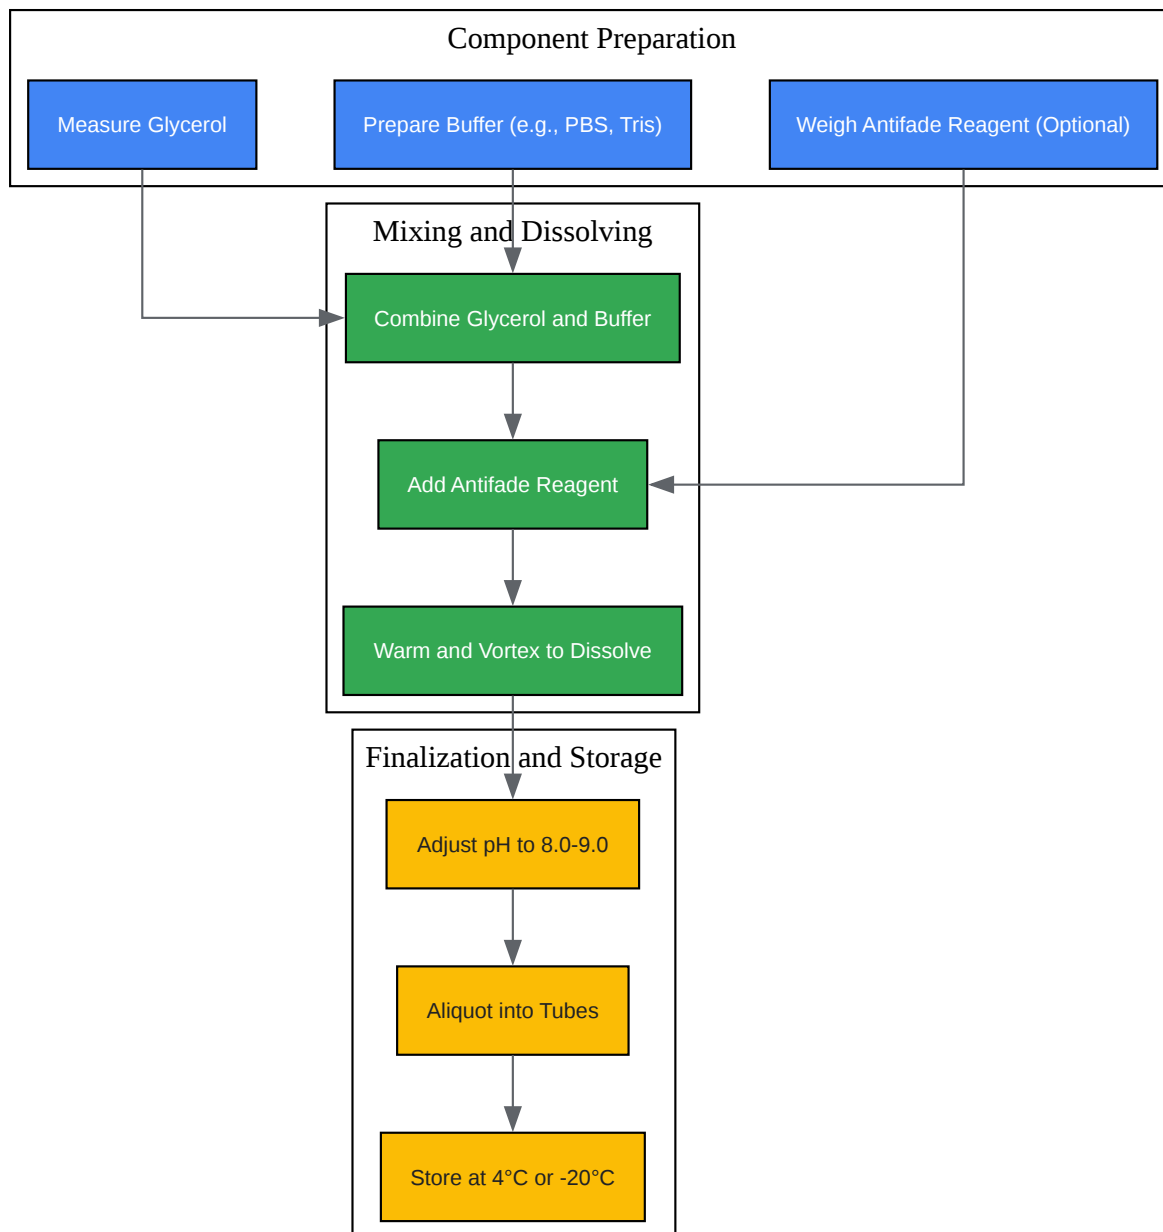 Component Preparation
Measure Glycerol
Prepare Buffer (e.g., PBS, Tris)
Weigh Antifade Reagent (Optional)
Mixing and Dissolving
Combine Glycerol and Buffer
Add Antifade Reagent
Warm and Vortex to Dissolve
Finalization and Storage
Adjust pH to 8.0-9.0
Aliquot into Tubes
Store at 4°C or -20°C